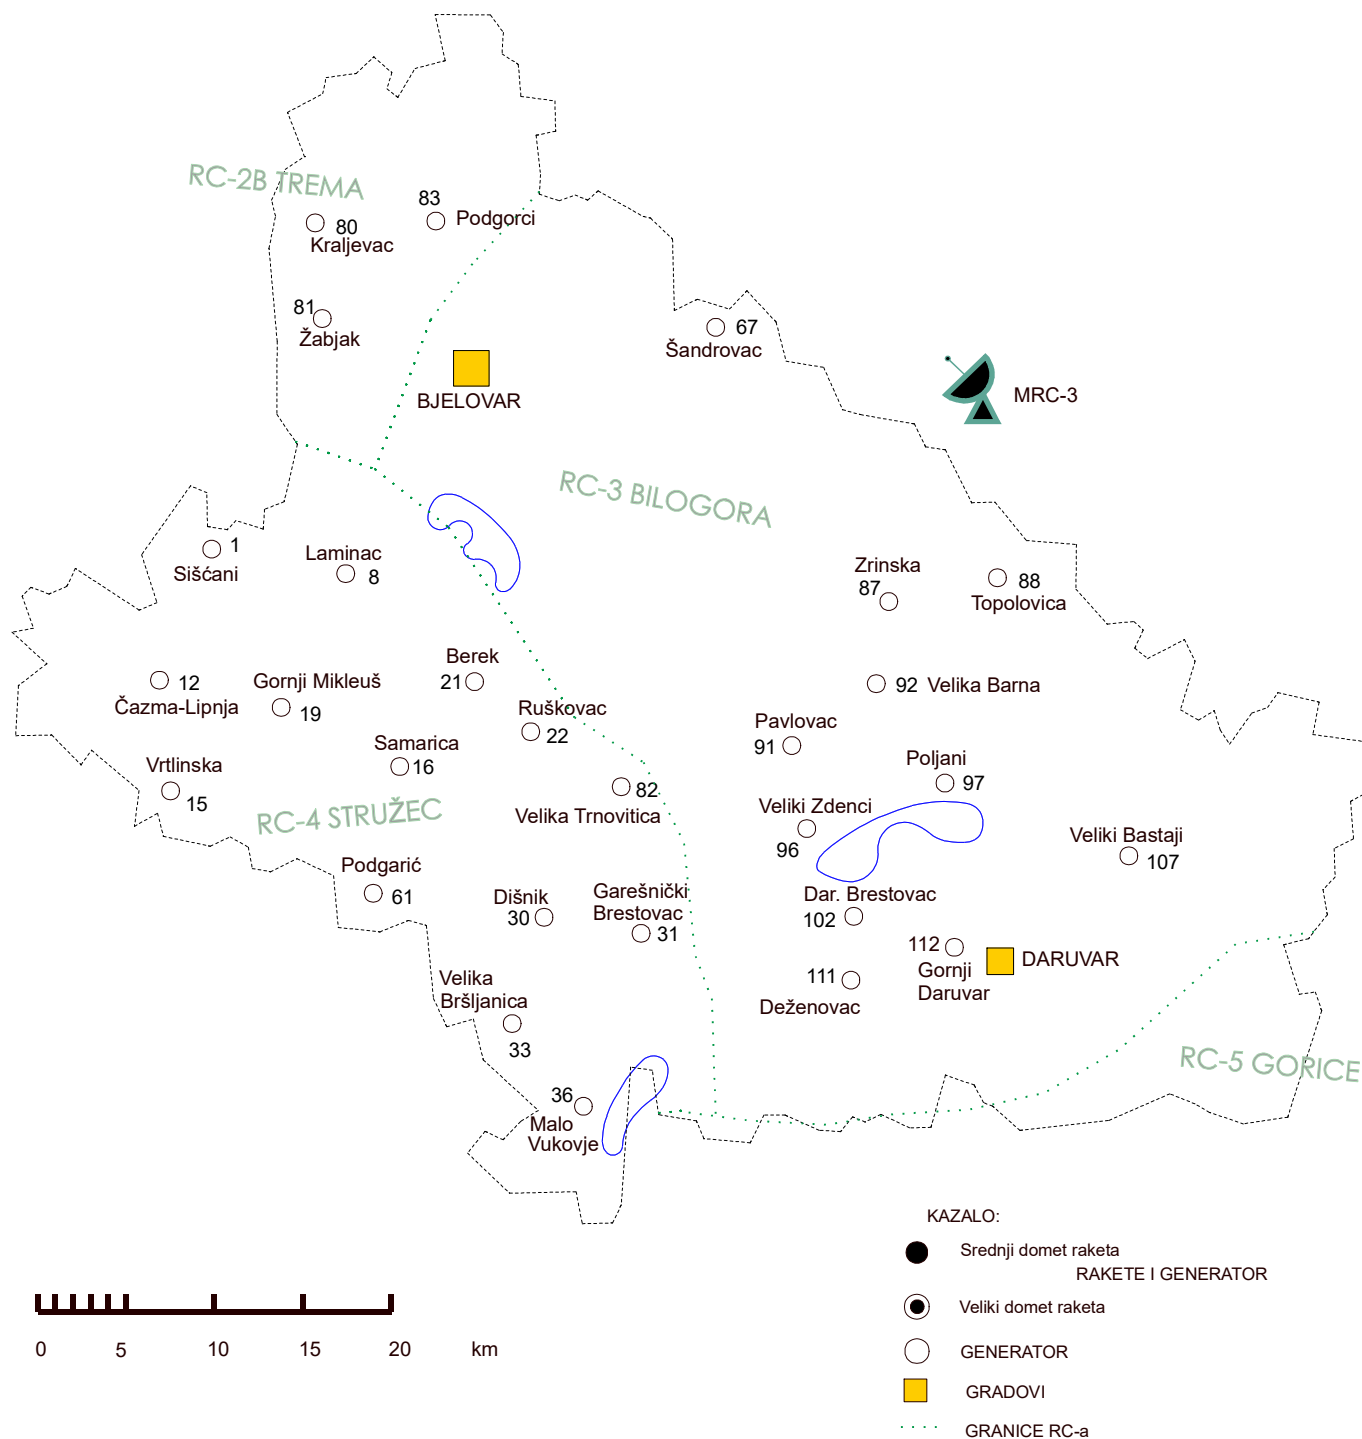 RC-2B TREMA
83
Podgorci
80
Kraljevac
81
Žabjak
67
Šandrovac
BJELOVAR
MRC-3
RC-3 BILOGORA
1
Sišćani
Laminac
8
Zrinska
87
88
Topolovica
Berek
21
12
Čazma-Lipnja
Gornji Mikleuš
19
92 Velika Barna
Ruškovac
22
Pavlovac
91
Samarica
16
Vrtlinska
15
Poljani
97
82
Velika Trnovitica
Veliki Zdenci
96
RC-4 STRUŽEC
Veliki Bastaji
107
Podgarić
61
Dišnik
30
Garešnički
Brestovac
31
Dar. Brestovac
102
112
Gornji
Daruvar
DARUVAR
111
Deženovac
Velika
Bršljanica
33
RC-5 GORICE
36
Malo
Vukovje
KAZALO:
Srednji domet raketa
RAKETE I GENERATOR
Veliki domet raketa
GENERATOR
GRADOVI
GRANICE RC-a
0 5 10 15 20 km